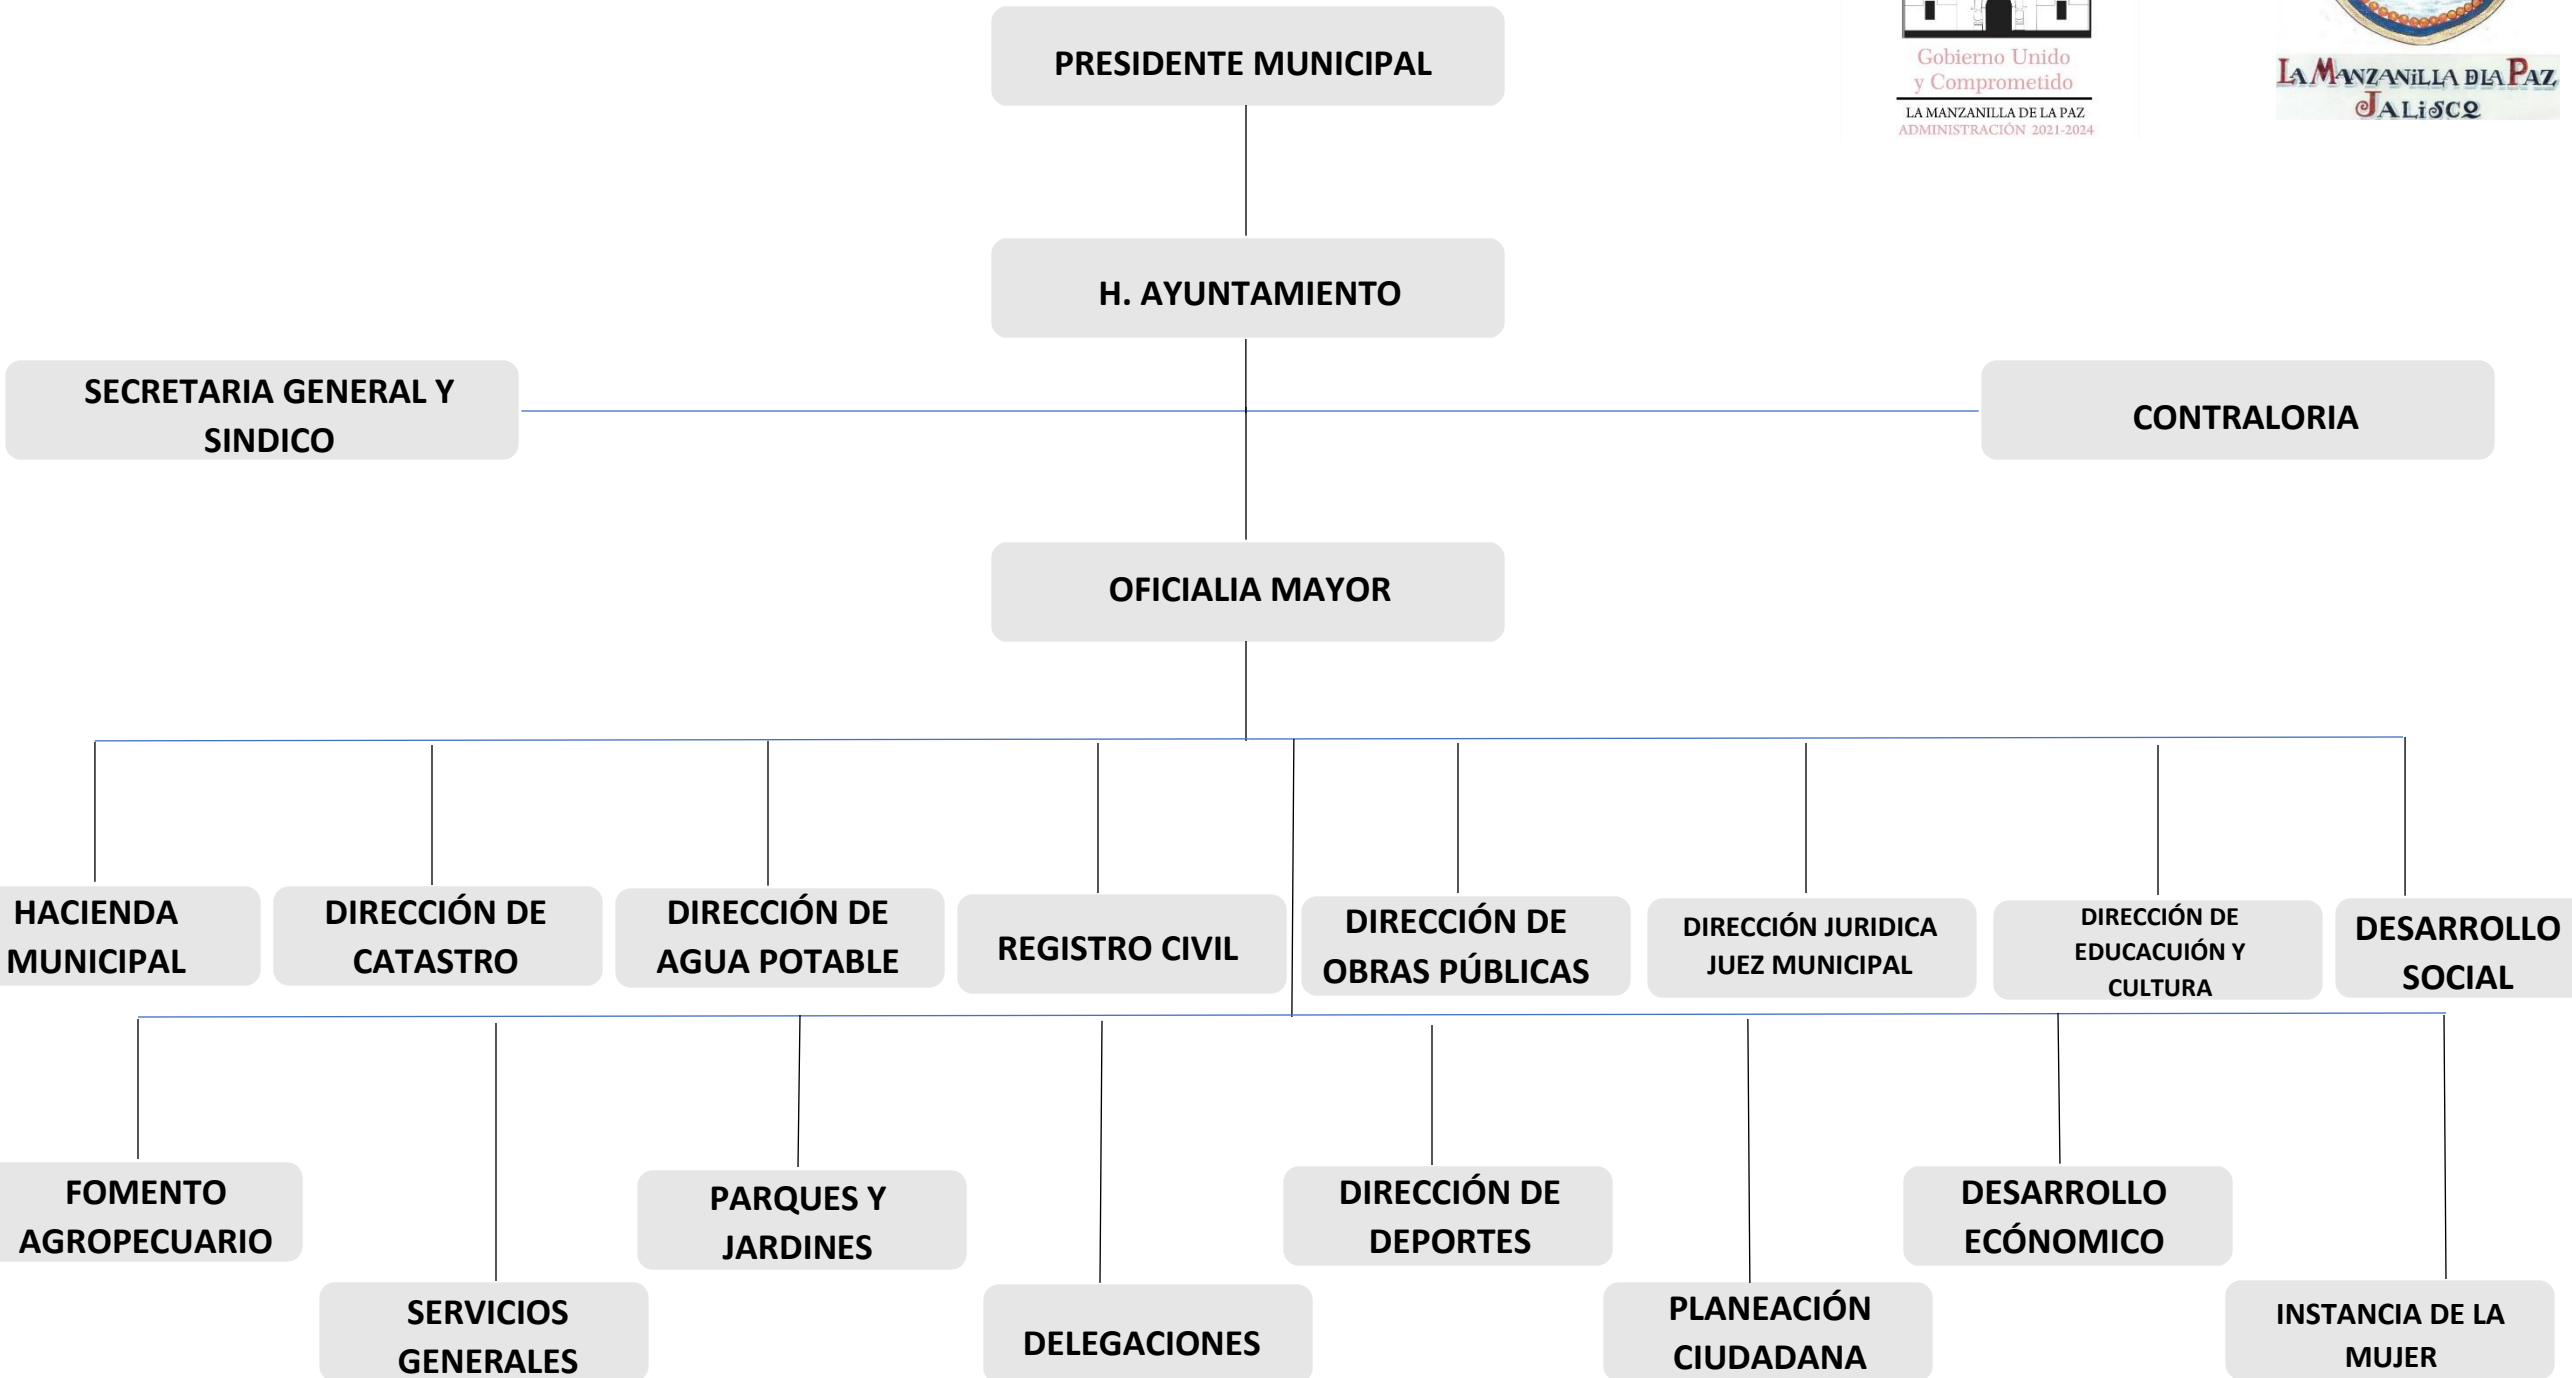 PRESIDENTE MUNICIPAL
Gobierno Unido
y Comprometido
LA MANZANILLA DE LA PAZ
ADMINISTRACIÓN 2021-2024
LA MANZANILLA DLA PAZ
JALISCO
H. AYUNTAMIENTO
SECRETARIA GENERAL Y
SINDICO
CONTRALORIA
OFICIALIA MAYOR
HACIENDA
MUNICIPAL
DIRECCIÓN DE
CATASTRO
DIRECCIÓN DE
AGUA POTABLE
REGISTRO CIVIL
DIRECCIÓN DE
OBRAS PÚBLICAS
DIRECCIÓN JURIDICA
JUEZ MUNICIPAL
DIRECCIÓN DE
EDUCACUIÓN Y
CULTURA
DESARROLLO
SOCIAL
FOMENTO
AGROPECUARIO
SERVICIOS
GENERALES
PARQUES Y
JARDINES
DELEGACIONES
DIRECCIÓN DE
DEPORTES
PLANEACIÓN
CIUDADANA
DESARROLLO
ECÓNOMICO
INSTANCIA DE LA
MUJER